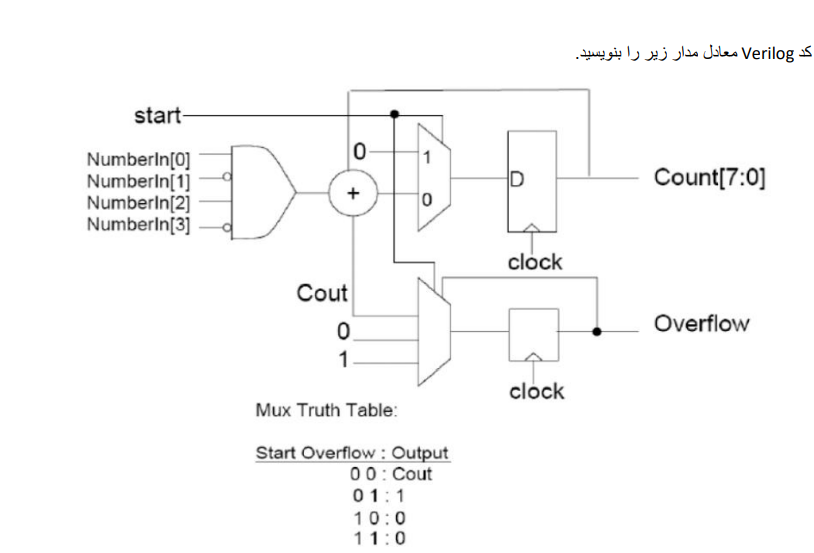 کد Verilog معادل مدار زیر را بنویسید.
start
NumberIn[0]
NumberIn[1]
NumberIn[2]
NumberIn[3]
0
+
1
0
D
Count[7:0]
clock
Cout
0
1
Overflow
clock
Mux Truth Table:
Start Overflow : Output
0 0 : Cout
0 1 : 1
1 0 : 0
1 1 : 0